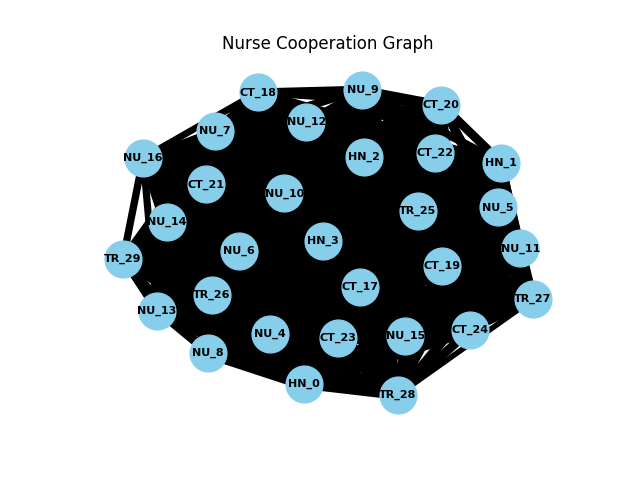 Nurse Cooperation Graph
CT_18
NU_9
CT_20
NU_12
NU_7
CT_22
HN_2
NU_16
HN_1
CT_21
NU_10
NU_5
TR_25
NU_14
HN_3
NU_11
NU_6
TR_29
CT_19
CT_17
TR_26
TR_27
NU_13
CT_24
NU_4
NU_15
CT_23
NU_8
HN_0
TR_28